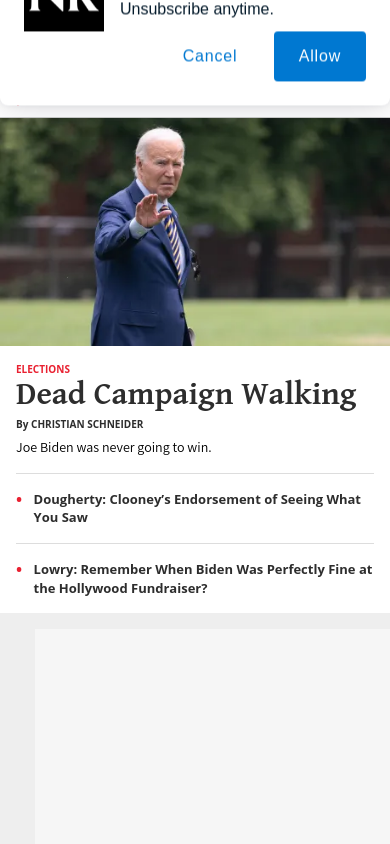 NR
Unsubscribe anytime.
Cancel
Allow
ELECTIONS
Dead Campaign Walking
By CHRISTIAN SCHNEIDER
Joe Biden was never going to win.
• Dougherty: Clooney’s Endorsement of Seeing What
You Saw
• Lowry: Remember When Biden Was Perfectly Fine at
the Hollywood Fundraiser?